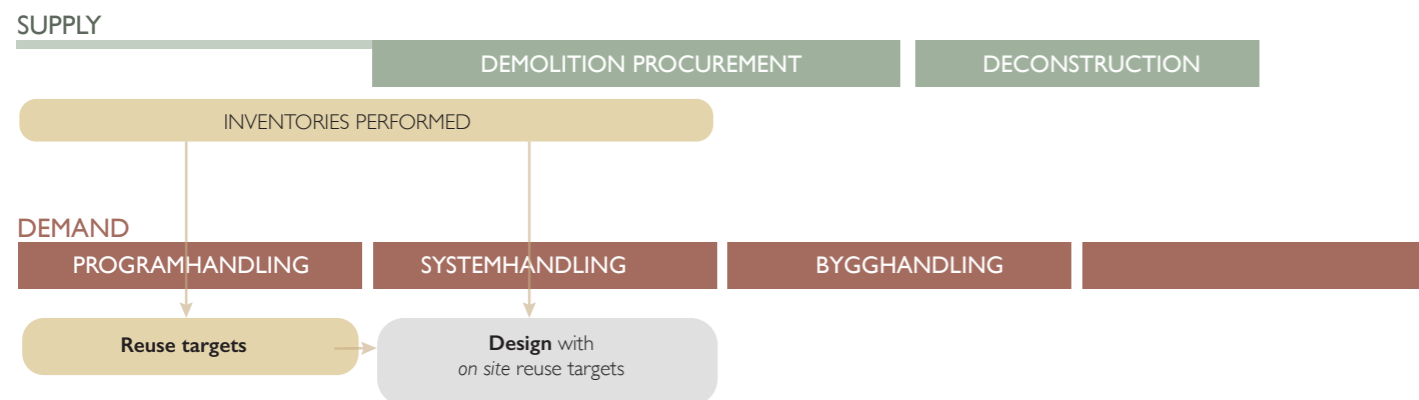 SUPPLY
DEMOLITION PROCUREMENT
DECONSTRUCTION
INVENTORIES PERFORMED
DEMAND
PROGRAMHANDLING
SYSTEMHANDLING
BYGGHANDLING
Reuse targets
Design with
on site reuse targets